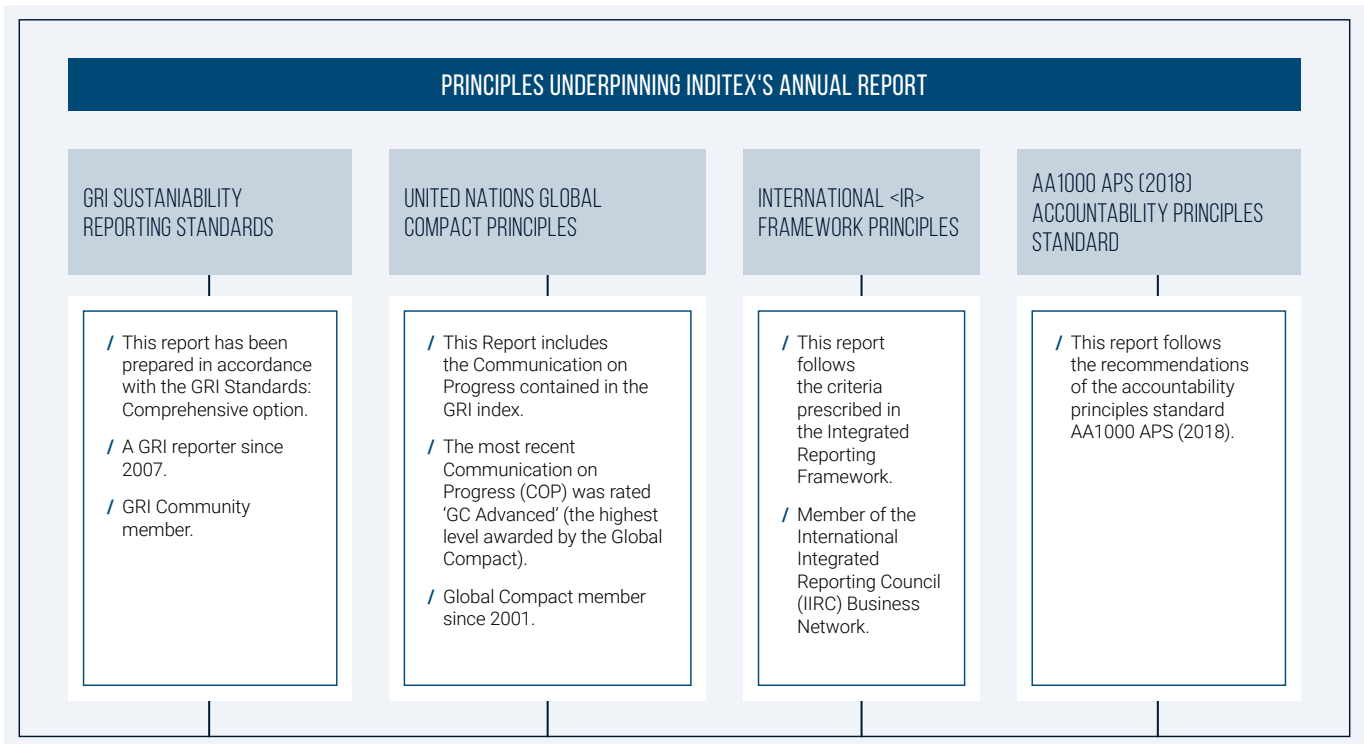 PRINCIPLES UNDERPINNING INDITEX'S ANNUAL REPORT
GRI SUSTANIABILITY
REPORTING STANDARDS
/ This report has been
prepared in accordance
with the GRI Standards:
Comprehensive option.
/ A GRI reporter since
2007.
/ GRI Community
member.
UNITED NATIONS GLOBAL
COMPACT PRINCIPLES
/ This Report includes
the Communication on
Progress contained in the
GRI index.
/ The most recent
Communication on
Progress (COP) was rated
‘GC Advanced’ (the highest
level awarded by the Global
Compact).
/ Global Compact member
since 2001.
INTERNATIONAL <IR>
FRAMEWORK PRINCIPLES
/ This report
follows
the criteria
prescribed in
the Integrated
Reporting
Framework.
/ Member of the
International
Integrated
Reporting Council
(IIRC) Business
Network.
AA1000 APS (2018)
ACCOUNTABILITY PRINCIPLES
STANDARD
/ This report follows
the recommendations
of the accountability
principles standard
AA1000 APS (2018).